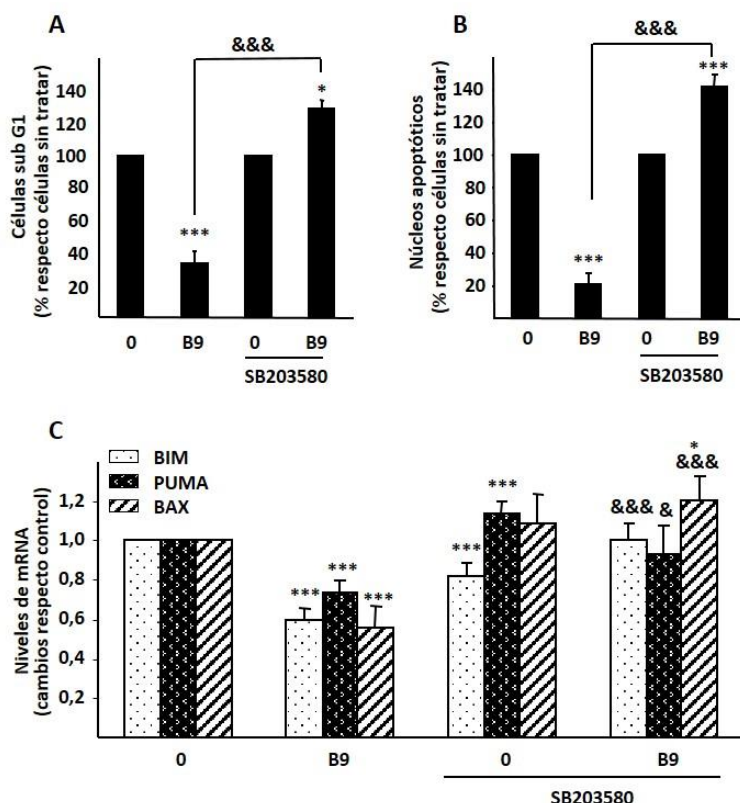 A
&&&
Células sub G1
(% respecto células sin tratar)
140
120
100
80
60
40
20
***
*
0 B9 0 B9
SB203580
B
&&&
Núcleos apoptóticos
(% respecto células sin tratar)
140
120
100
80
60
40
20
***
***
0 B9 0 B9
SB203580
C
BIM
PUMA
BAX
Niveles de mRNA
(cambios respecto control)
1,2
1,0
0,8
0,6
0,4
0,2
*** *** ***
*** ***
&&& & &&&
*
0 B9 0 B9
SB203580